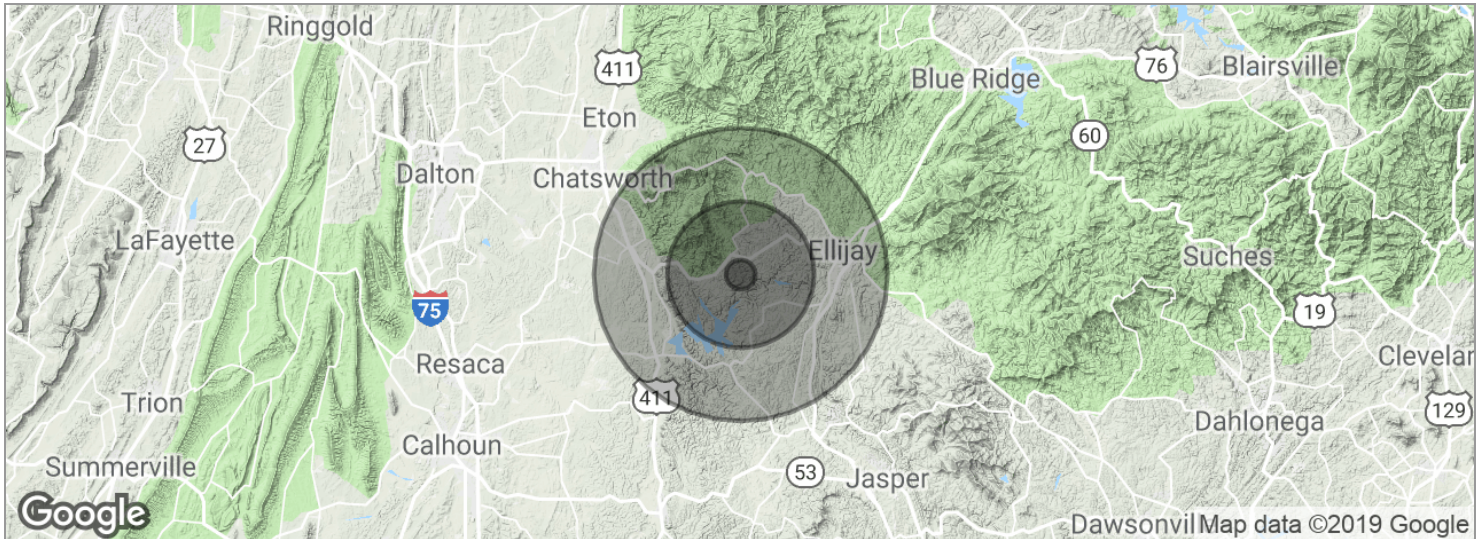 Ringgold
411
76
Blairsville
Blue Ridge
Eton
60
27
Dalton
Chatsworth
LaFayette
Ellijay
Suches
75
19
Resaca
Clevelan
411
Trion
129
Dahlonega
Calhoun
Summerville
53
Jasper
Google
Dawsonvil
Map data ©2019 Google